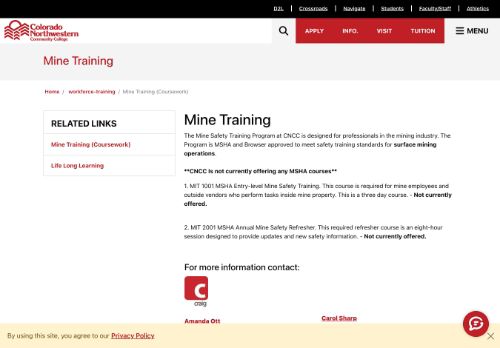 D2L
Crossroads
Navigate
Students
Faculty/Staff
Athletics
Colorado
Northwestern
Community College
APPLY
INFO.
VISIT
TUITION
MENU
Mine Training
Home / workforce-training / Mine Training (Coursework)
RELATED LINKS
Mine Training (Coursework)
Life Long Learning
Mine Training
The Mine Safety Training Program at CNCC is designed for professionals in the mining industry. The
Program is MSHA and Browser approved to meet safety training standards for surface mining
operations.
**CNCC is not currently offering any MSHA courses**
1. MIT 1001 MSHA Entry-level Mine Safety Training. This course is required for mine employees and
outside vendors who perform tasks inside mine property. This is a three day course. - Not currently
offered.
2. MIT 2001 MSHA Annual Mine Safety Refresher. This required refresher course is an eight-hour
session designed to provide updates and new safety information. - Not currently offered.
For more information contact:
craig
Amanda Ott
Carol Sharp
By using this site, you agree to our Privacy Policy